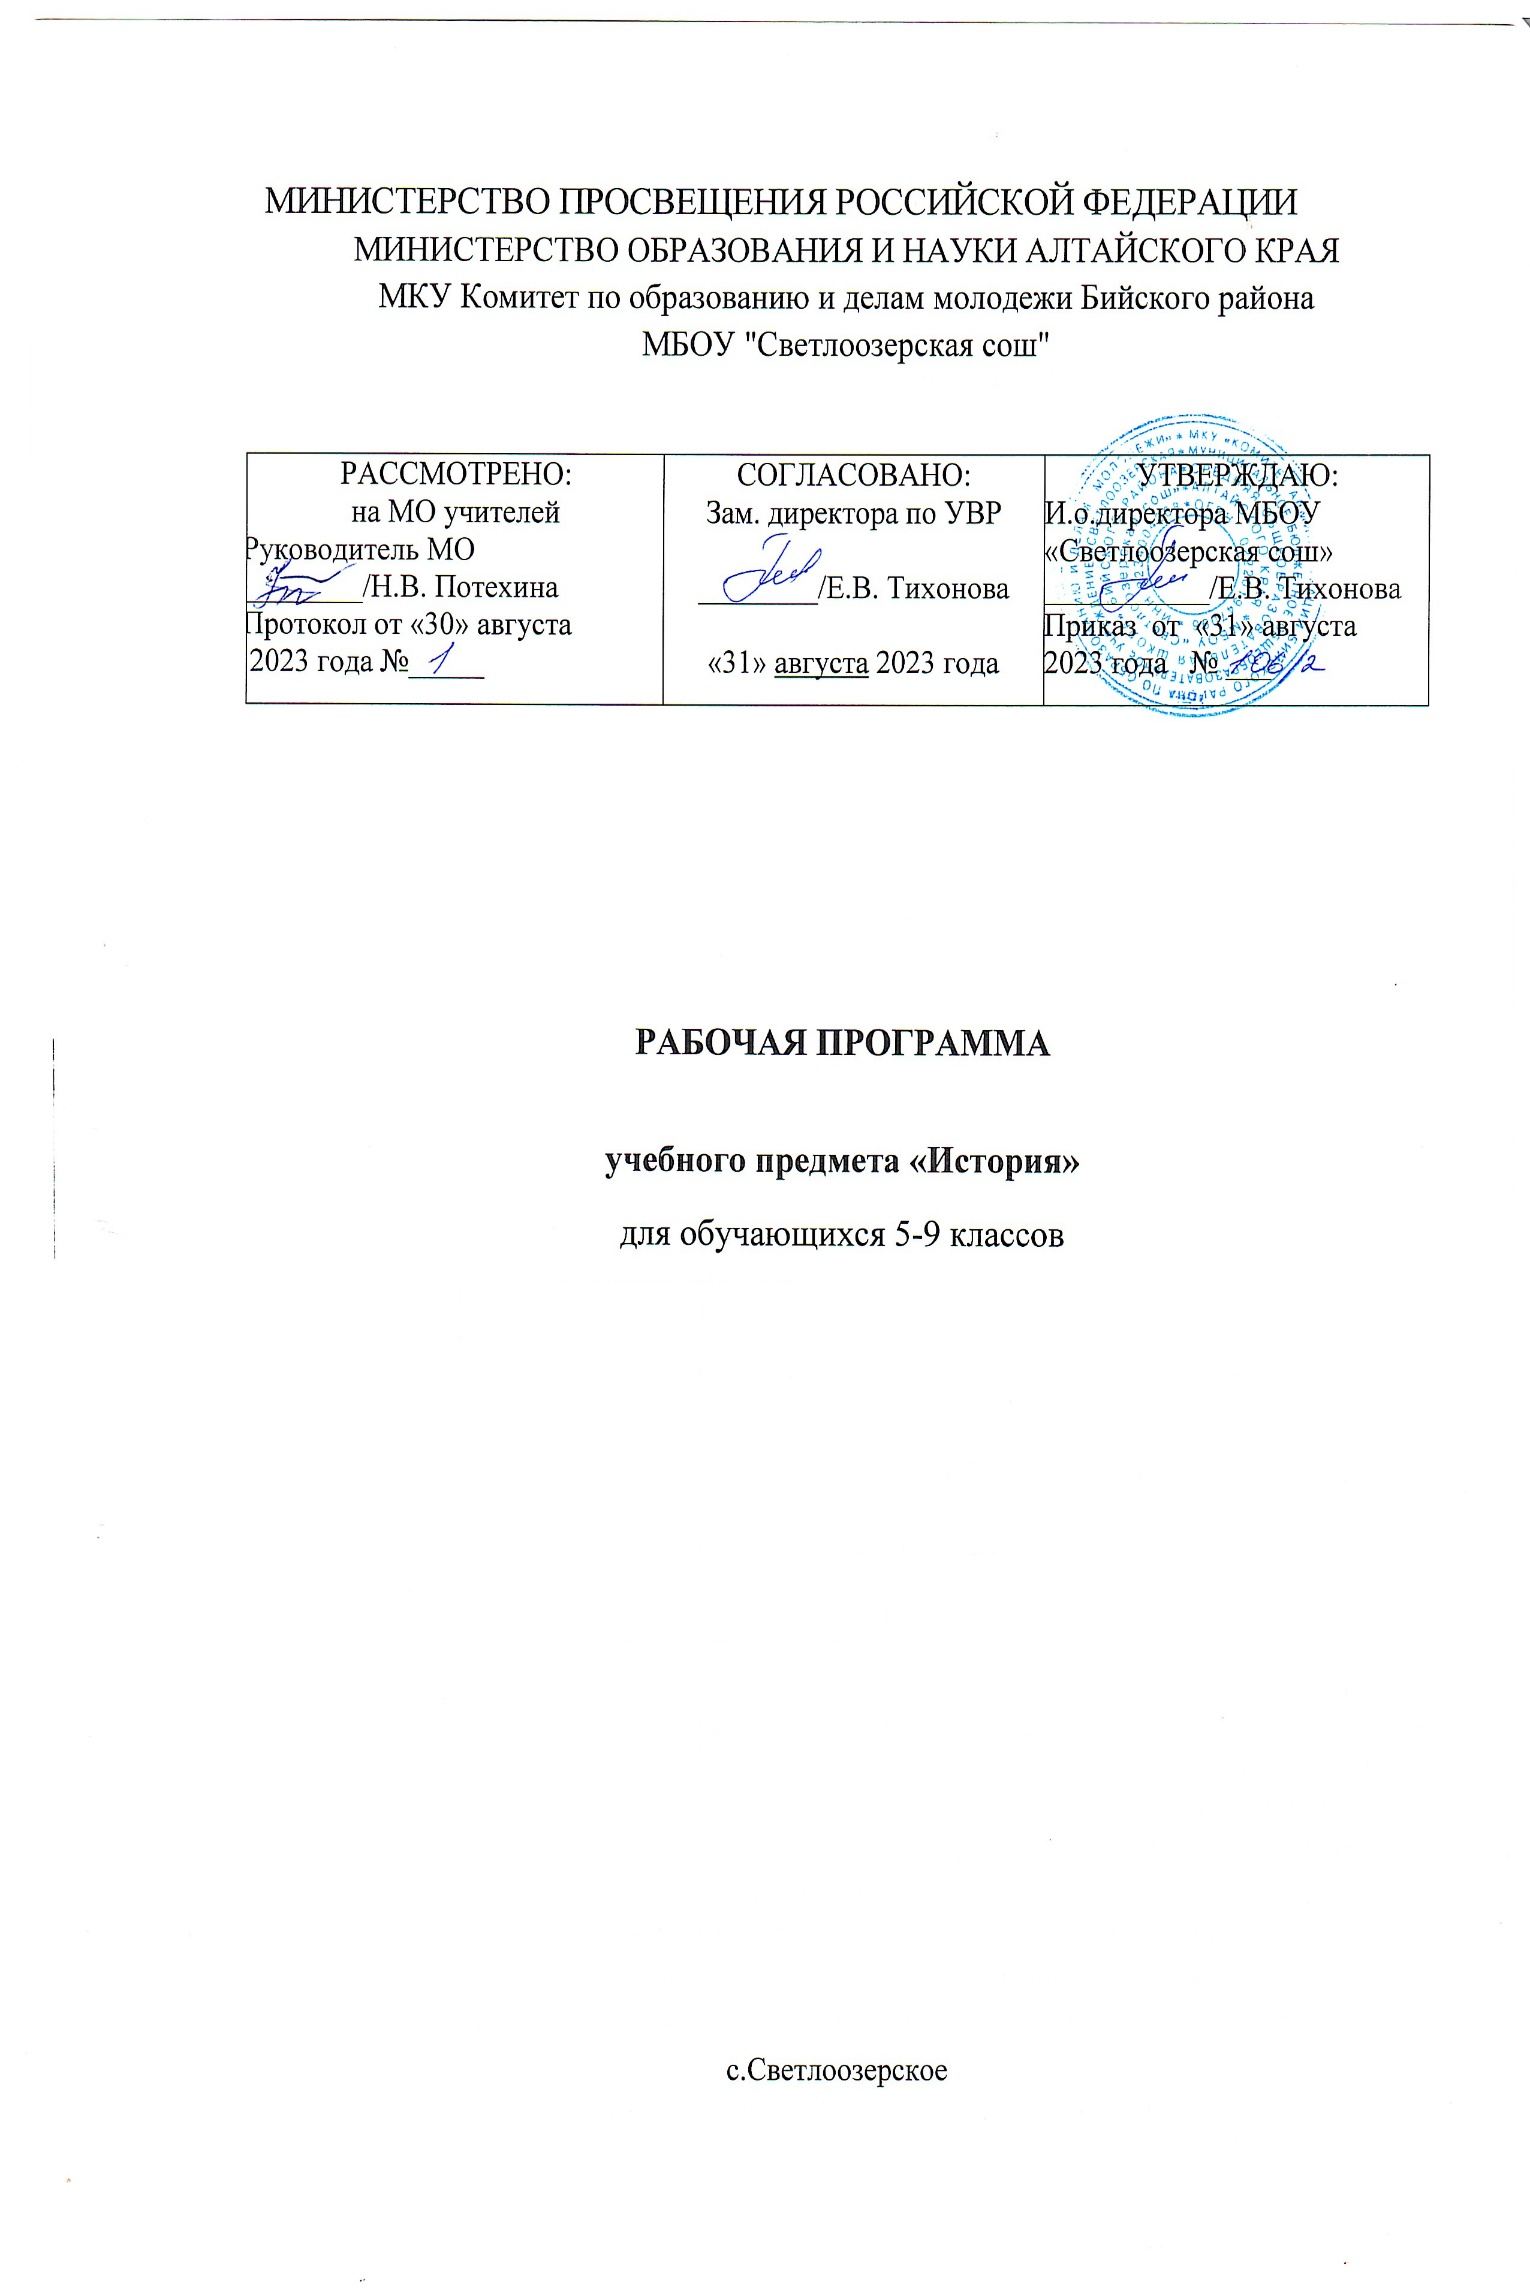 МИНИСТЕРСТВО ПРОСВЕЩЕНИЯ РОССИЙСКОЙ ФЕДЕРАЦИИ
МИНИСТЕРСТВО ОБРАЗОВАНИЯ И НАУКИ АЛТАЙСКОГО КРАЯ
МКУ Комитет по образованию и делам молодежи Бийского района
МБОУ "Светлоозерская сош"
РАССМОТРЕНО:
на МО учителей
Руководитель МО
/Н.В. Потехина
Протокол от «30» августа
2023 года № 1
СОГЛАСОВАНО:
Зам. директора по УВР
/Е.В. Тихонова
«31» августа 2023 года
УТВЕРЖДАЮ:
И.о.директора МБОУ
«Светлоозерская сош»
/Е.В. Тихонова
Приказ от «31» августа
2023 года №
РАБОЧАЯ ПРОГРАММА
учебного предмета «История»
для обучающихся 5-9 классов
с.Светлоозерское